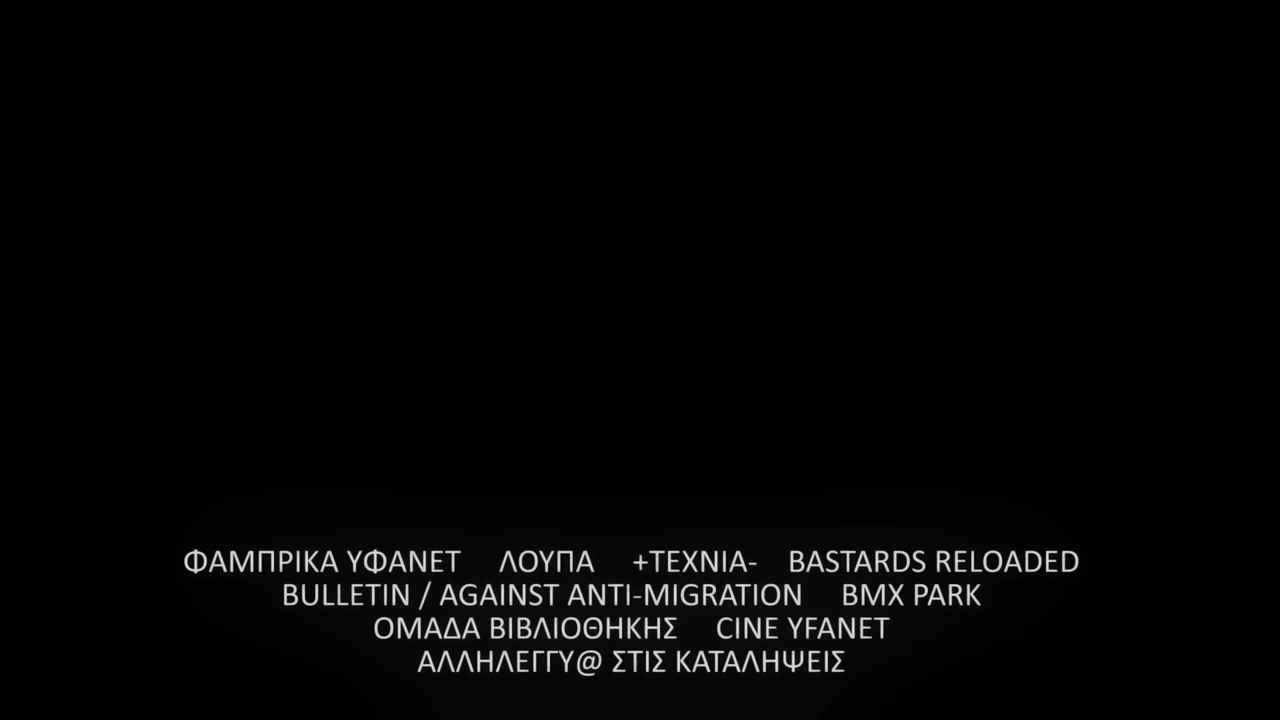 ΦΑΜΠΡΙΚΑ ΥΦΑΝΕΤ ΛΟΥΠΑ +ΤΕΧΝΙΑ- BASTARDS RELOADED
BULLETIN / AGAINST ANTI-MIGRATION BMX PARK
ΟΜΑΔΑ ΒΙΒΛΙΟΘΗΚΗΣ CINE YFANET
ΑΛΛΗΛΕΓΓΥ@ ΣΤΙΣ ΚΑΤΑΛΗΨΕΙΣ